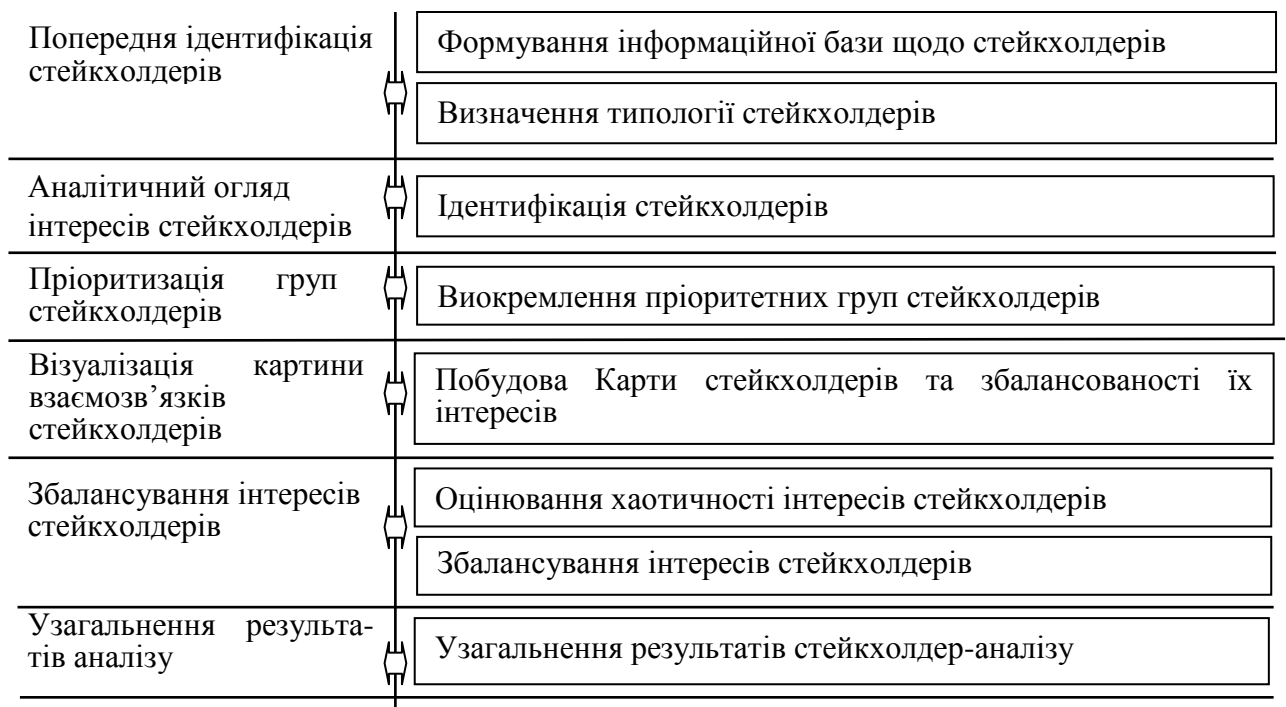 Попередня ідентифікація
стейкхолдерів
Формування інформаційної бази щодо стейкхолдерів
Визначення типології стейкхолдерів
Аналітичний огляд
інтересів стейкхолдерів
Ідентифікація стейкхолдерів
Пріоритизація груп
стейкхолдерів
Виокремлення пріоритетних груп стейкхолдерів
Візуалізація картини
взаємозв’язків
стейкхолдерів
Побудова Карти стейкхолдерів та збалансованості їх
інтересів
Збалансування інтересів
стейкхолдерів
Оцінювання хаотичності інтересів стейкхолдерів
Збалансування інтересів стейкхолдерів
Узагальнення результа-
тів аналізу
Узагальнення результатів стейкхолдер-аналізу